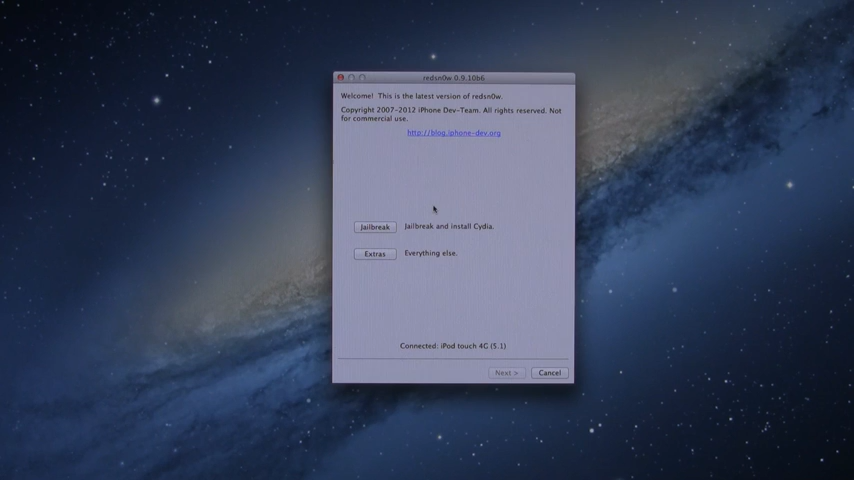 redsn0w 0.9.10b6
Welcome! This is the latest version of redsn0w.
Copyright 2007-2012 iPhone Dev-Team. All rights reserved. Not
for commercial use.
http://blog.iphone-dev.org
Jailbreak Jailbreak and install Cydia.
Extras Everything else.
Connected: iPod touch 4G (5.1)
Next > Cancel